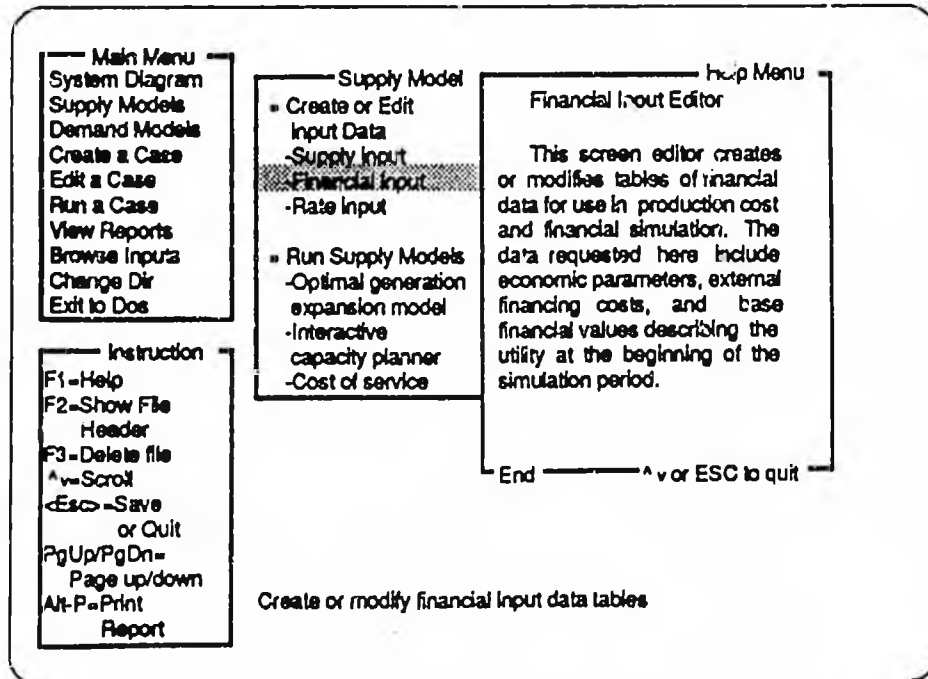 Main Menu
System Diagram
Supply Models
Demand Models
Create a Case
Edit a Case
Run a Case
View Reports
Browse Inputs
Change Dir
Exit to Dos
Instruction
F1=Help
F2=Show File
Header
F3=Delete file
^v=Scroll
<Esc>=Save
or Quit
PgUp/PgDn=
Page up/down
Alt-P=Print
Report
Supply Model
Create or Edit
Input Data
-Supply Input
-Financial Input
-Rate Input
Run Supply Models
-Optimal generation
expansion model
-Interactive
capacity planner
-Cost of service
Help Menu
Financial Input Editor
This screen editor creates
or modifies tables of financial
data for use in production cost
and financial simulation. The
data requested here include
economic parameters, external
financing costs, and base
financial values describing the
utility at the beginning of the
simulation period.
End ^v or ESC to quit
Create or modify financial input data tables